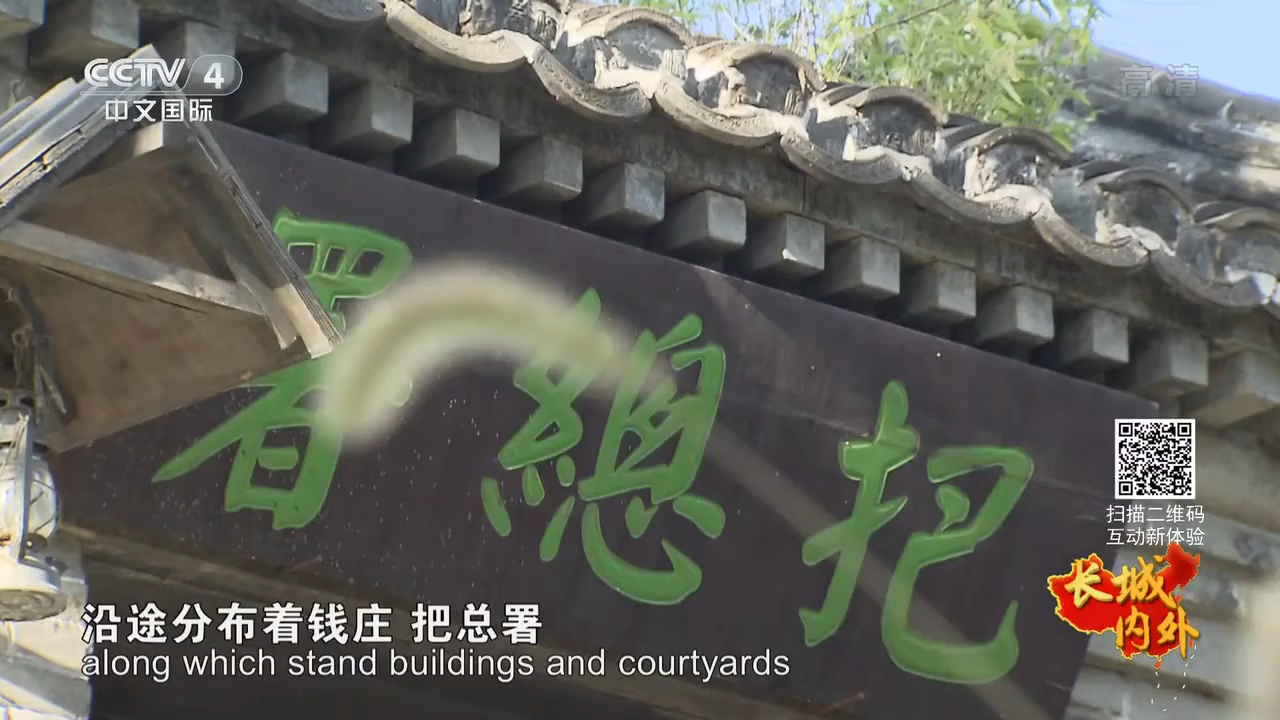 CCTV 4
中文国际
高清
署總把
扫描二维码
互动新体验
长城
内外
沿途分布着钱庄 把总署
along which stand buildings and courtyards